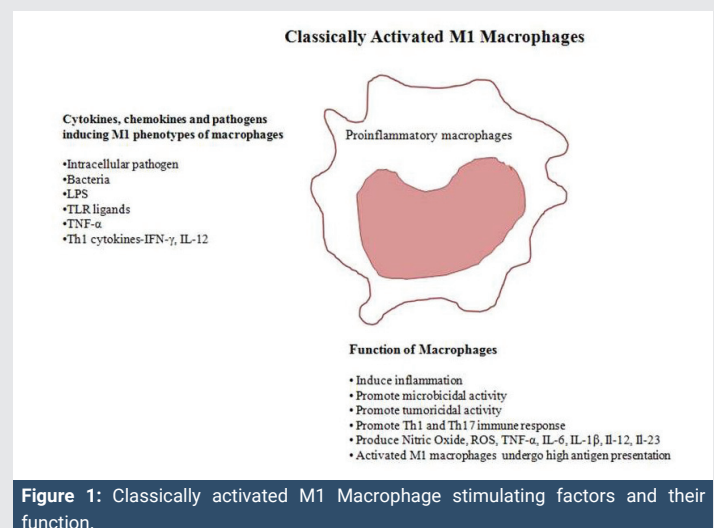 Classically Activated M1 Macrophages
Cytokines, chemokines and pathogens
inducing M1 phenotypes of macrophages
•Intracellular pathogen
•Bacteria
•LPS
•TLR ligands
•TNF-α
•Th1 cytokines-IFN-γ, IL-12
Proinflammatory macrophages
Function of Macrophages
• Induce inflammation
• Promote microbicidal activity
• Promote tumoricidal activity
• Promote Th1 and Th17 immune response
• Produce Nitric Oxide, ROS, TNF-α, IL-6, IL-1β, Il-12, Il-23
• Activated M1 macrophages undergo high antigen presentation
Figure 1: Classically activated M1 Macrophage stimulating factors and their
function.